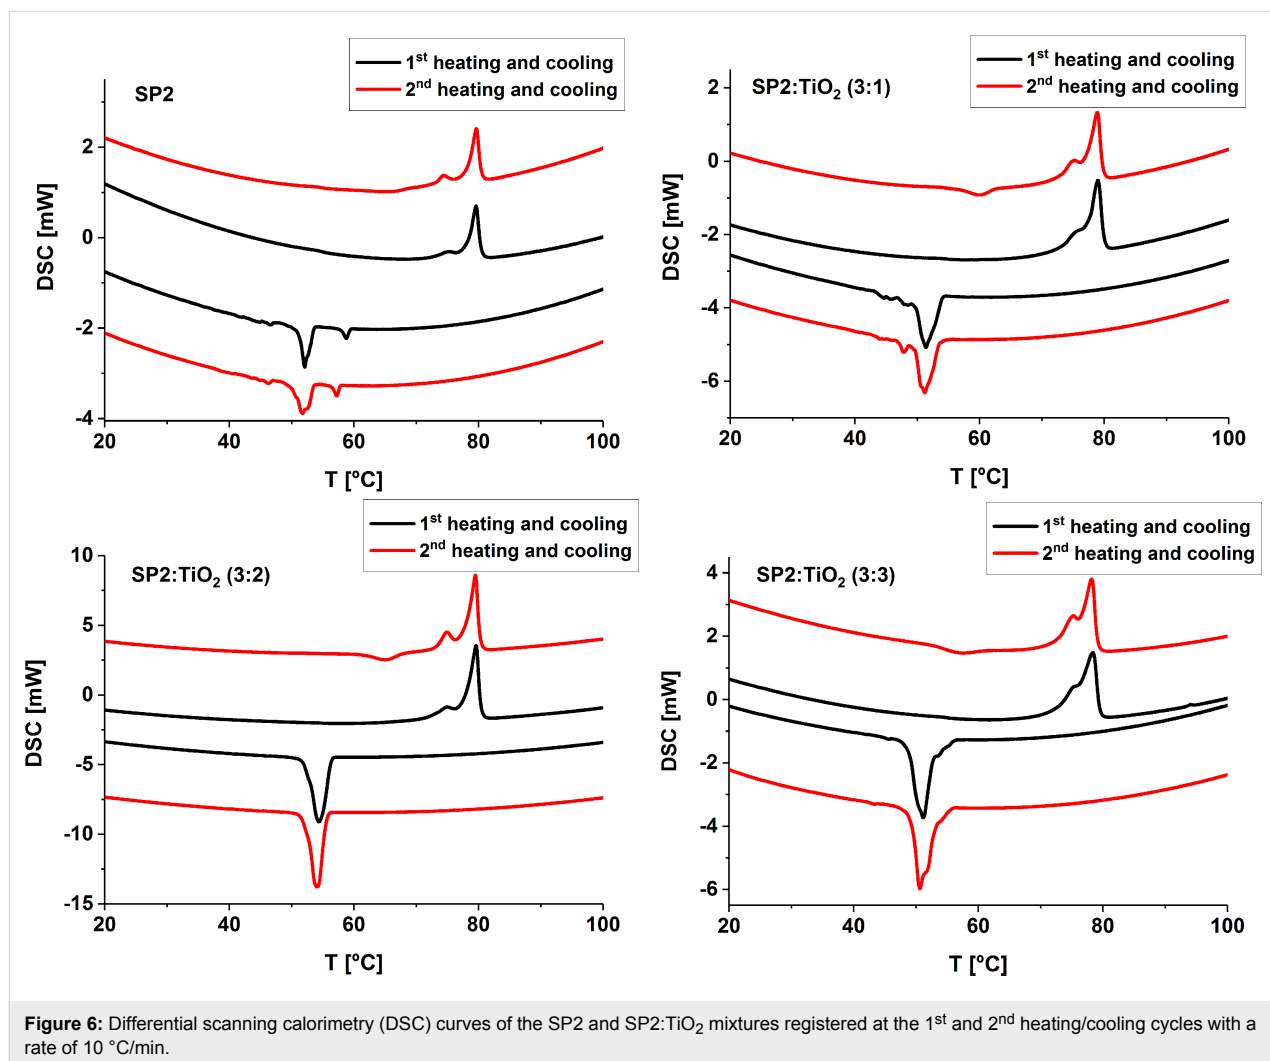 SP2
1st heating and cooling
2nd heating and cooling
DSC [mW]
2
0
-2
-4
20 40 60 80 100
T [ºC]
SP2:TiO2 (3:1)
1st heating and cooling
2nd heating and cooling
DSC [mW]
2
0
-2
-4
-6
20 40 60 80 100
T [ºC]
SP2:TiO2 (3:2)
1st heating and cooling
2nd heating and cooling
DSC [mW]
10
5
0
-5
-10
-15
20 40 60 80 100
T [ºC]
SP2:TiO2 (3:3)
1st heating and cooling
2nd heating and cooling
DSC [mW]
4
2
0
-2
-4
-6
20 40 60 80 100
T [ºC]
Figure 6: Differential scanning calorimetry (DSC) curves of the SP2 and SP2:TiO2 mixtures registered at the 1st and 2nd heating/cooling cycles with a
rate of 10 °C/min.